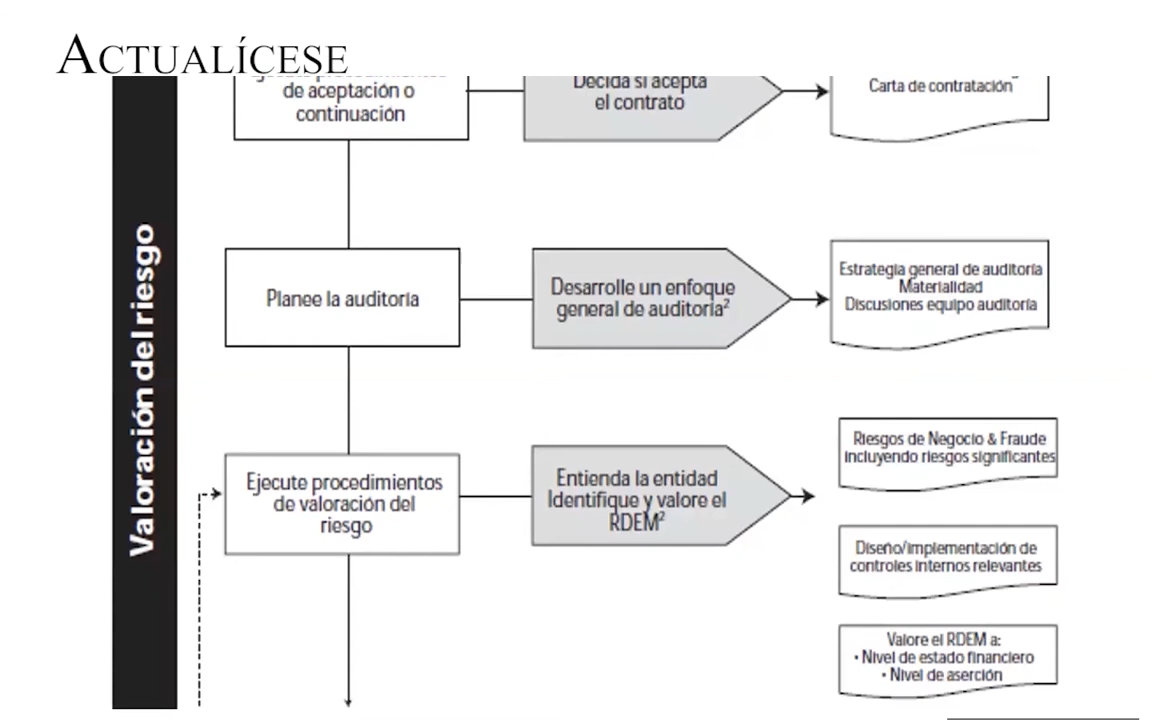 ACTUALÍCESE
Valoración del riesgo
de aceptación o
continuación
Decida si acepta
el contrato
Carta de contratación
Planee la auditoría
Desarrolle un enfoque
general de auditoría²
Estrategia general de auditoría
Materialidad
Discusiones equipo auditoría
Ejecute procedimientos
de valoración del
riesgo
Entienda la entidad
Identifique y valore el
RDEM²
Riesgos de Negocio & Fraude
incluyendo riesgos significantes
Diseño/implementación de
controles internos relevantes
Valore el RDEM a:
• Nivel de estado financiero
• Nivel de aserción